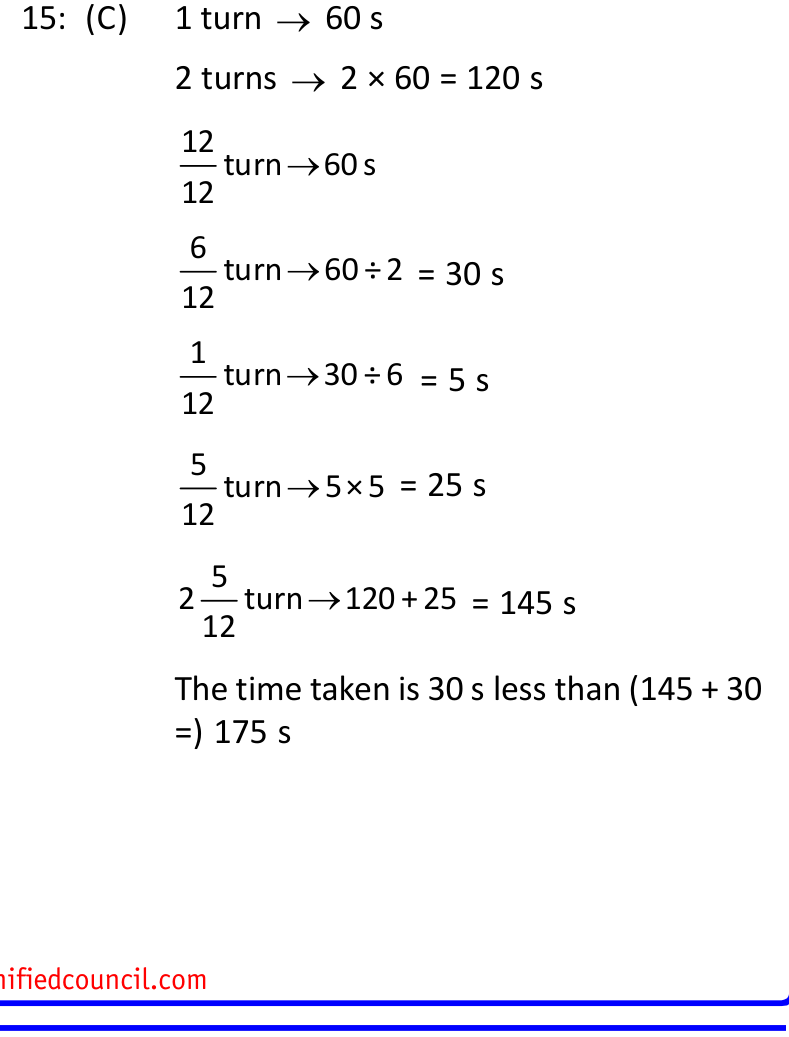 15: (C) 1 turn → 60 s
2 turns → 2 × 60 = 120 s
12/12 turn → 60 s
6/12 turn → 60 ÷ 2 = 30 s
1/12 turn → 30 ÷ 6 = 5 s
5/12 turn → 5 × 5 = 25 s
2 5/12 turn → 120 + 25 = 145 s
The time taken is 30 s less than (145 + 30
=) 175 s
nifiedcouncil.com